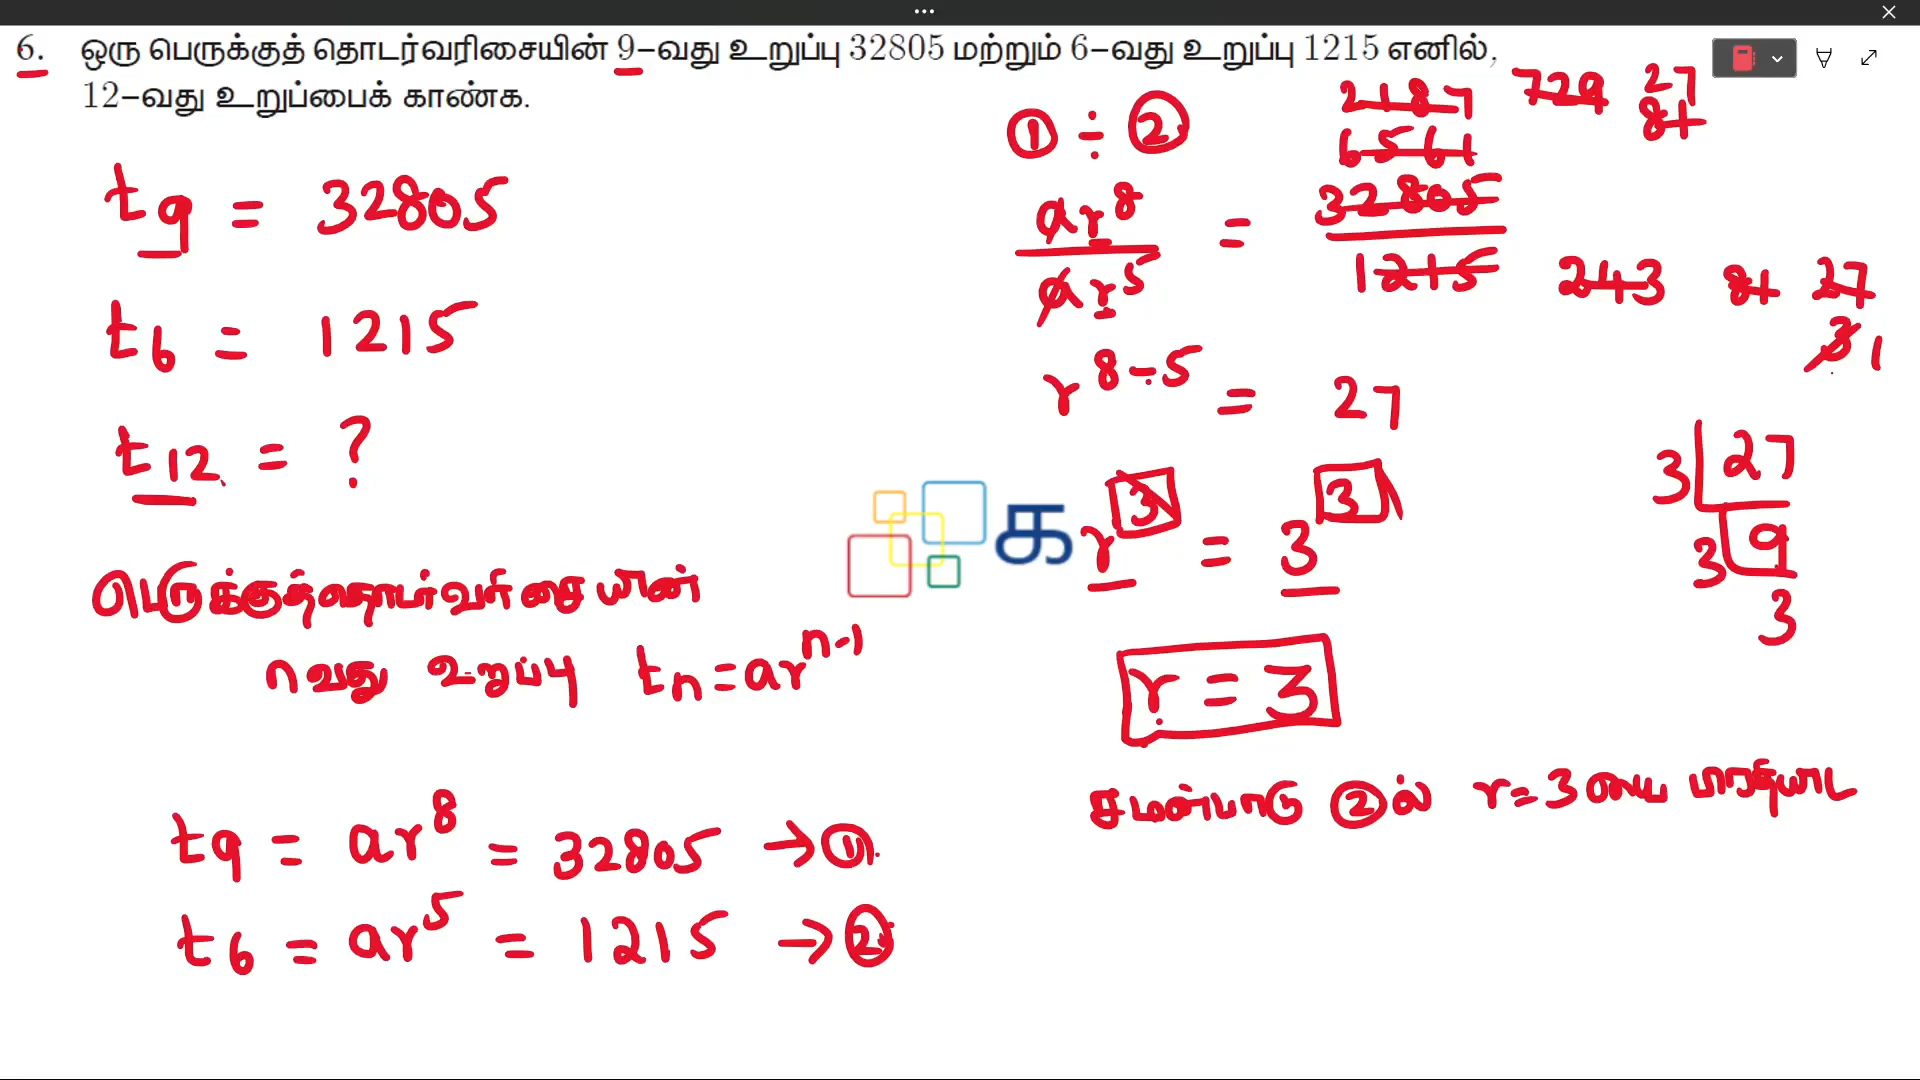 6. ஒரு பெருக்குத் தொடர்வரிசையின் 9-வது உறுப்பு 32805 மற்றும் 6-வது உறுப்பு 1215 எனில்,
12-வது உறுப்பைக் காண்க.
t9 = 32805
t6 = 1215
t12 = ?
பெருக்குத்தொடர்வரிசையின்
nவது உறுப்பு tn = ar^n-1
t9 = ar^8 = 32805 → ①
t6 = ar^5 = 1215 → ②
① ÷ ②
2187 729 27
6561 81
ar^8 = 32805
ar^5 1215 243 81 27
3 1
r^8-5 = 27
r^3 = 3^3
3 27
3 9
3
r = 3
சமன்பாடு ②ல் r = 3 யை பிரதியிட
க